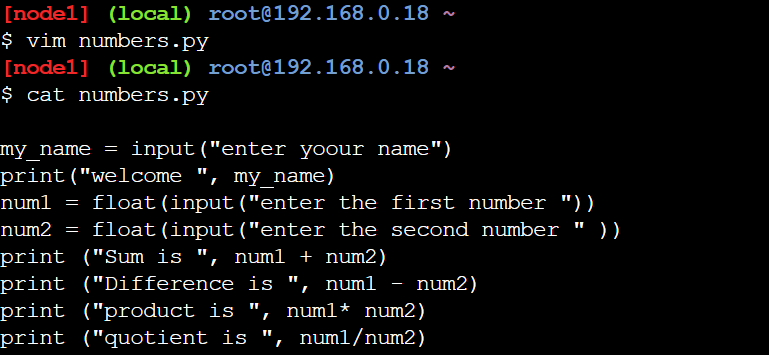 [node1] (local) root@192.168.0.18 ~
$ vim numbers.py
[node1] (local) root@192.168.0.18 ~
$ cat numbers.py

my_name = input("enter yoour name")
print("welcome ", my_name)
num1 = float(input("enter the first number "))
num2 = float(input("enter the second number " ))
print ("Sum is ", num1 + num2)
print ("Difference is ", num1 - num2)
print ("product is ", num1* num2)
print ("quotient is ", num1/num2)